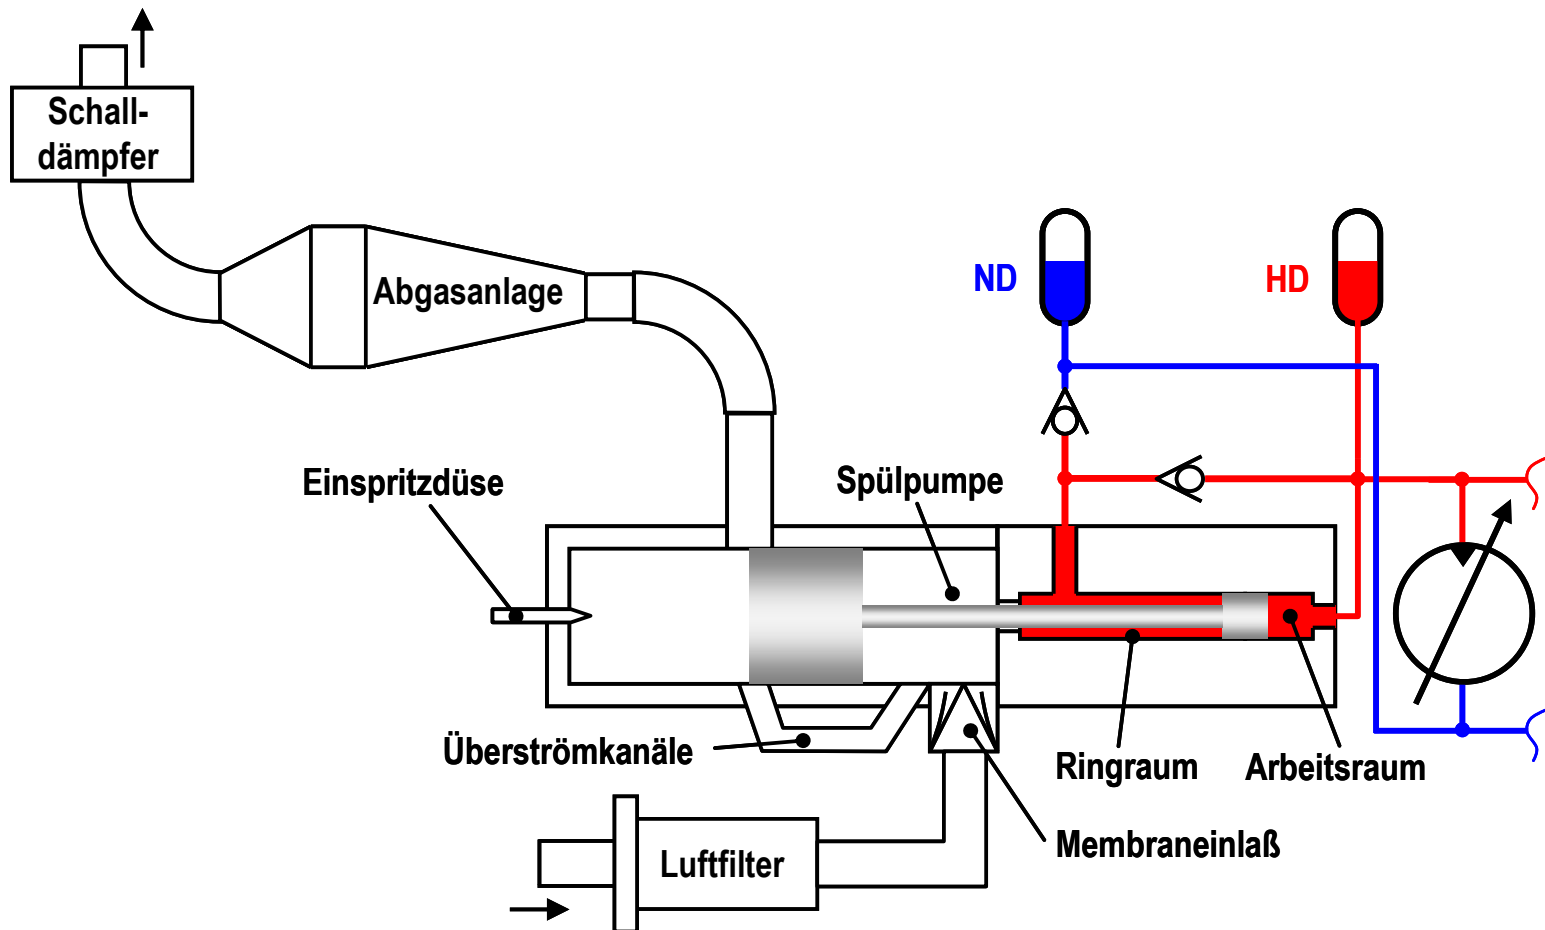 Schall-
dämpfer
Abgasanlage
ND
HD
Einspritzdüse
Spülpumpe
Überströmkanäle
Ringraum
Arbeitsraum
Membraneinlaß
Luftfilter